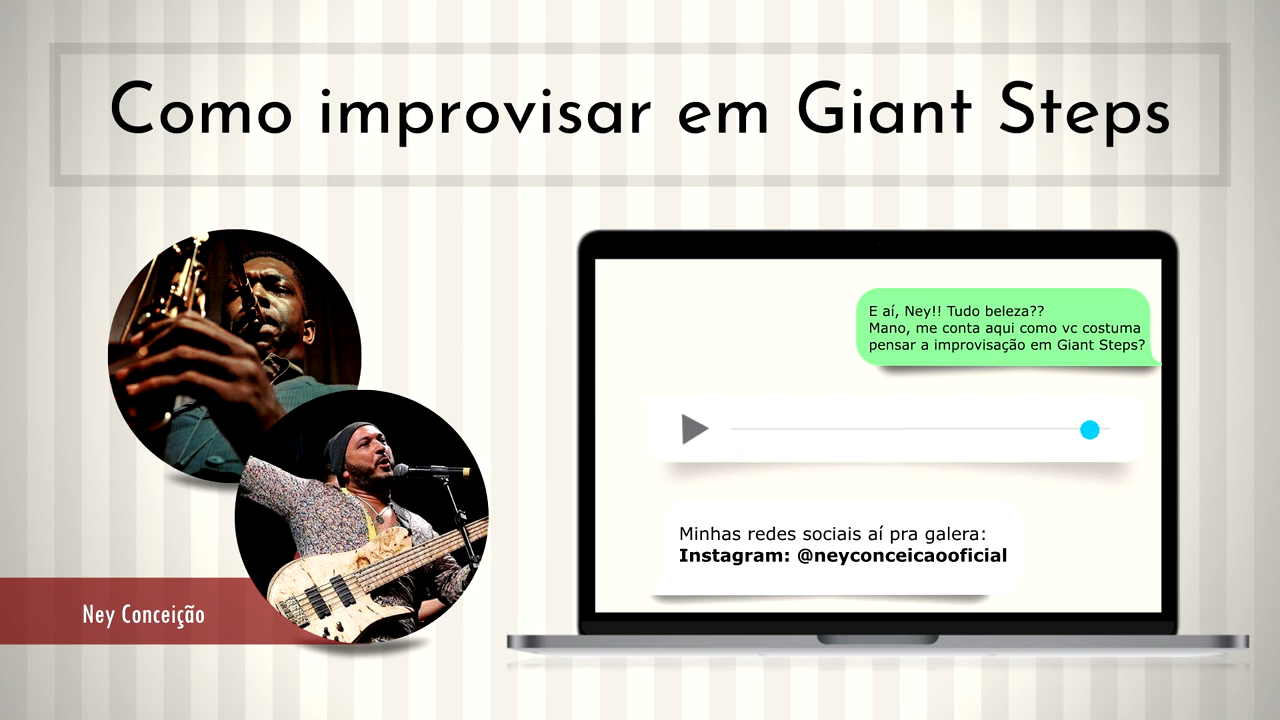 Como improvisar em Giant Steps
E aí, Ney!! Tudo beleza??
Mano, me conta aqui como vc costuma
pensar a improvisação em Giant Steps?
Minhas redes sociais aí pra galera:
Instagram: @neyconceicaooficial
Ney Conceição